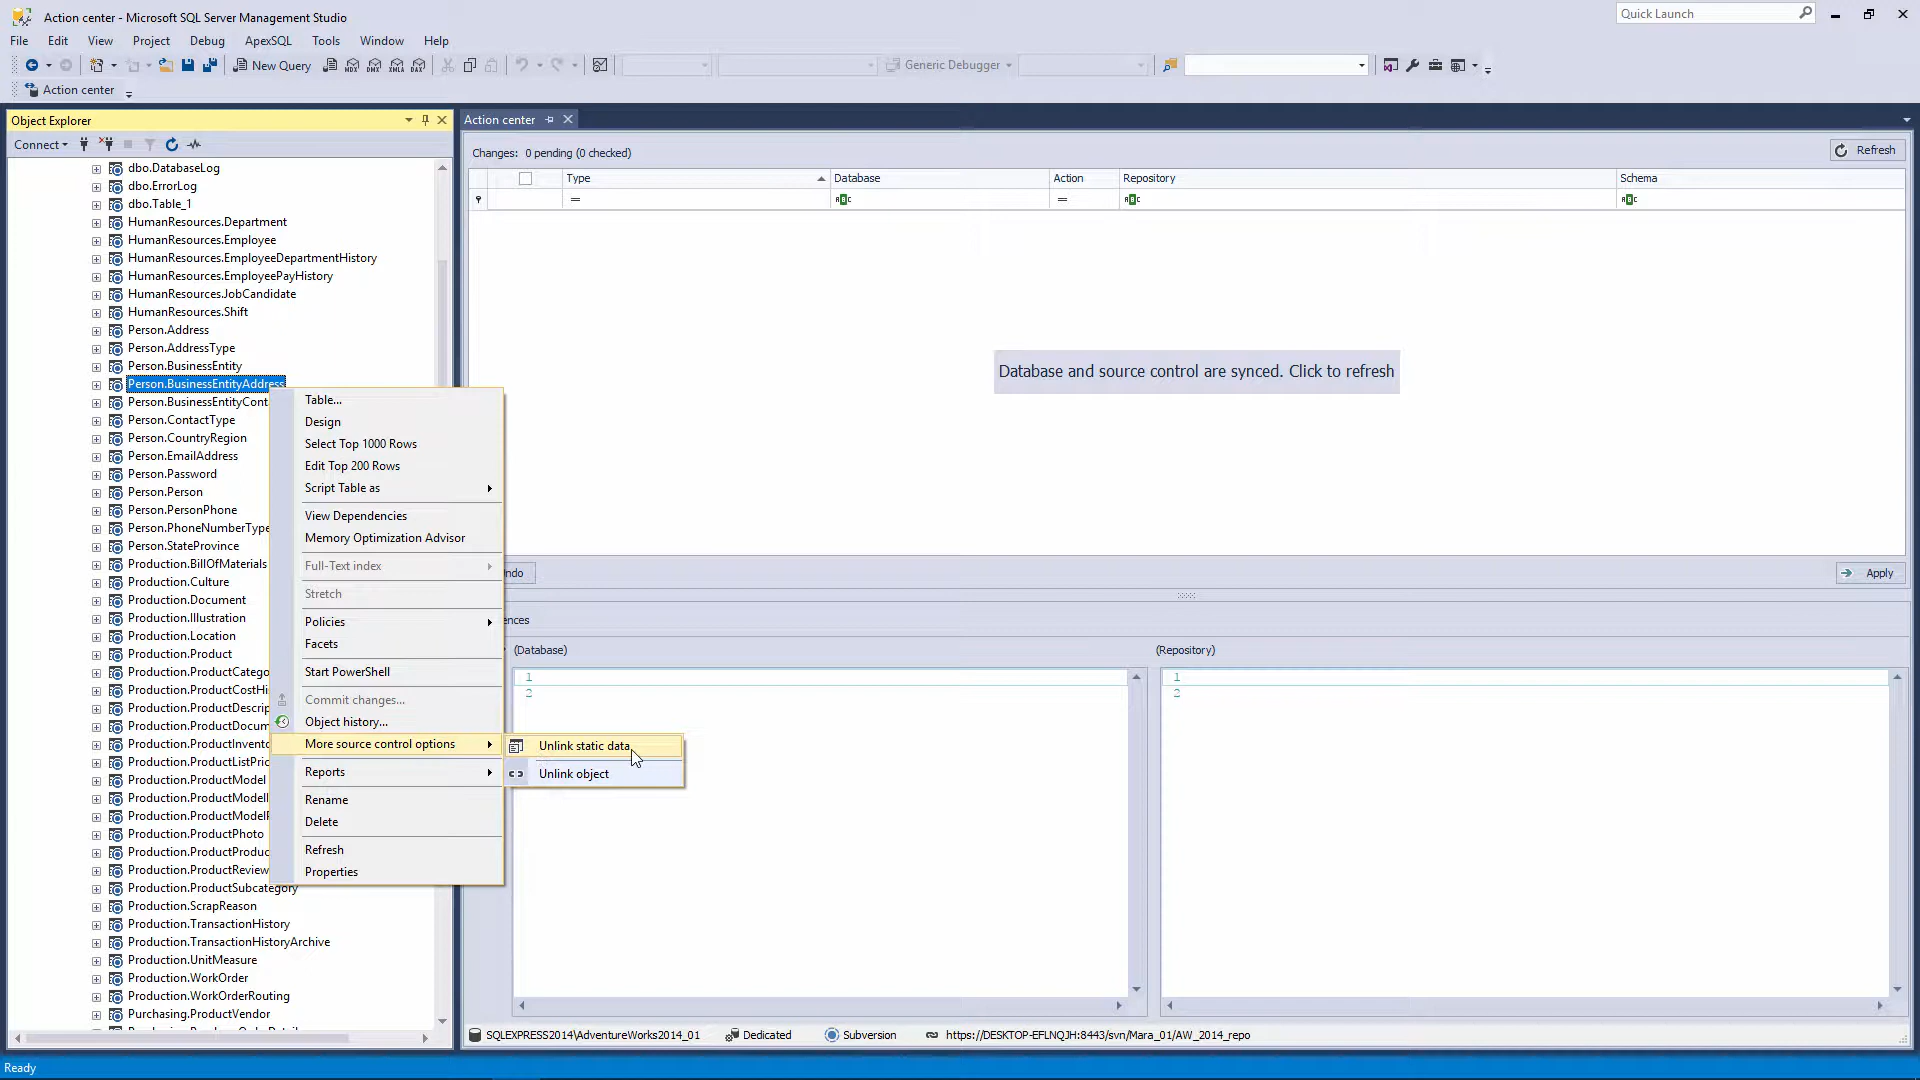 Action center - Microsoft SQL Server Management Studio
Quick Launch
File Edit View Project Debug ApexSQL Tools Window Help
New Query
Generic Debugger
Action center
Object Explorer
Action center
Connect
Changes: 0 pending (0 checked)
Refresh
Type Database Action Repository Schema
dbo.DatabaseLog
dbo.ErrorLog
dbo.Table_1
HumanResources.Department
HumanResources.Employee
HumanResources.EmployeeDepartmentHistory
HumanResources.EmployeePayHistory
HumanResources.JobCandidate
HumanResources.Shift
Person.Address
Person.AddressType
Person.BusinessEntity
Person.BusinessEntityAddress
Person.BusinessEntityCont
Person.ContactType
Person.CountryRegion
Person.EmailAddress
Person.Password
Person.Person
Person.PersonPhone
Person.PhoneNumberType
Person.StateProvince
Production.BillOfMaterials
Production.Culture
Production.Document
Production.Illustration
Production.Location
Production.Product
Production.ProductCatego
Production.ProductCostHi
Production.ProductDescrip
Production.ProductDocum
Production.ProductInvento
Production.ProductListPric
Production.ProductModel
Production.ProductModelI
Production.ProductModelP
Production.ProductPhoto
Production.ProductProduc
Production.ProductReview
Production.ProductSubcategory
Production.ScrapReason
Production.TransactionHistory
Production.TransactionHistoryArchive
Production.UnitMeasure
Production.WorkOrder
Production.WorkOrderRouting
Purchasing.ProductVendor
Table...
Design
Select Top 1000 Rows
Edit Top 200 Rows
Script Table as
View Dependencies
Memory Optimization Advisor
Full-Text index
Stretch
Policies
Facets
Start PowerShell
Commit changes...
Object history...
More source control options
Reports
Rename
Delete
Refresh
Properties
Unlink static data
Unlink object
Database and source control are synced. Click to refresh
ndo
Apply
ences
(Database)
(Repository)
1
2
1
2
SQLEXPRESS2014\AdventureWorks2014_01 Dedicated Subversion https://DESKTOP-EFLNQJH:8443/svn/Mara_01/AW_2014_repo
Ready